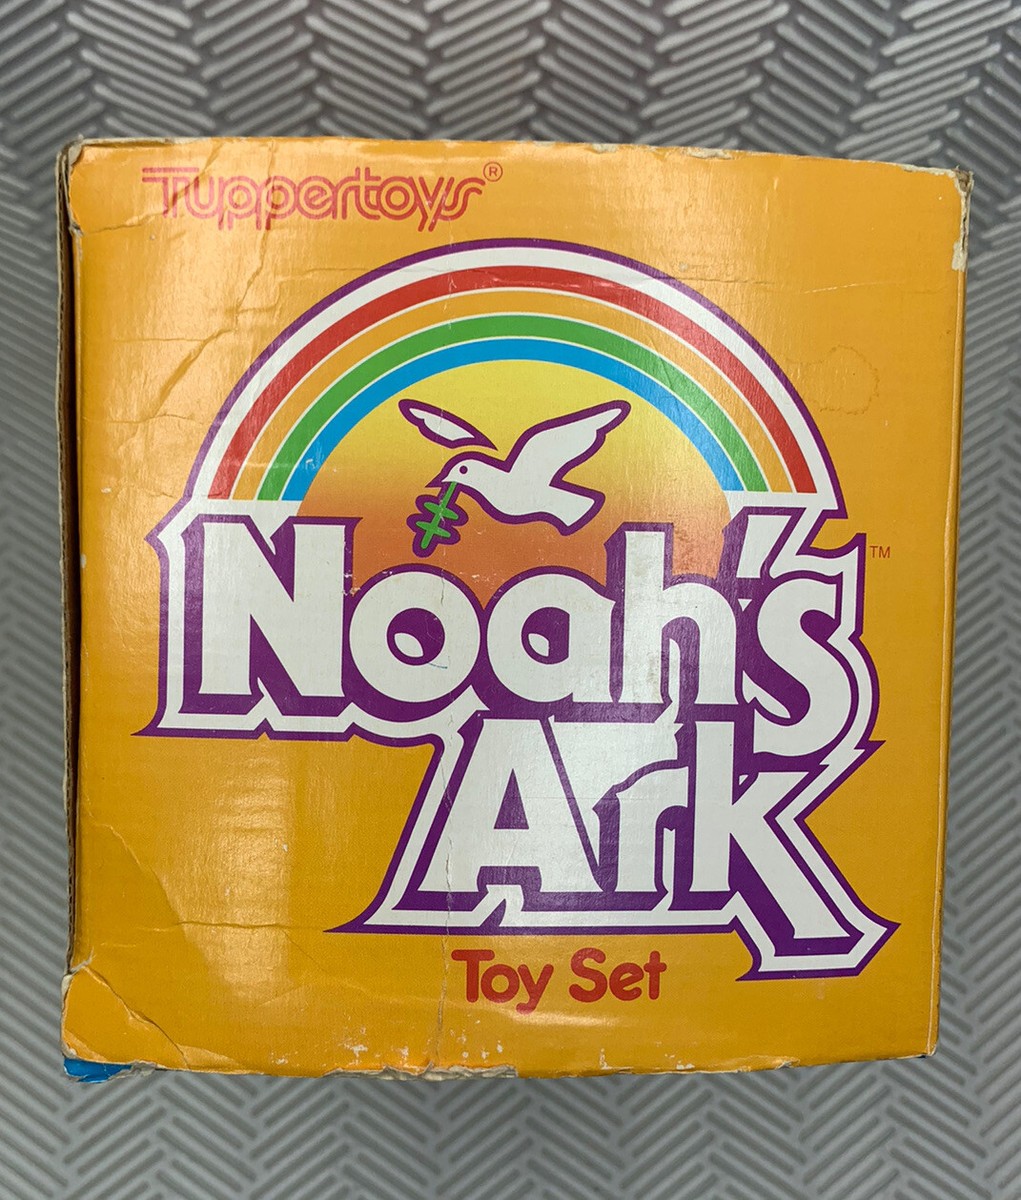 Tuppertoys®
Noah's™
Ark
Toy Set